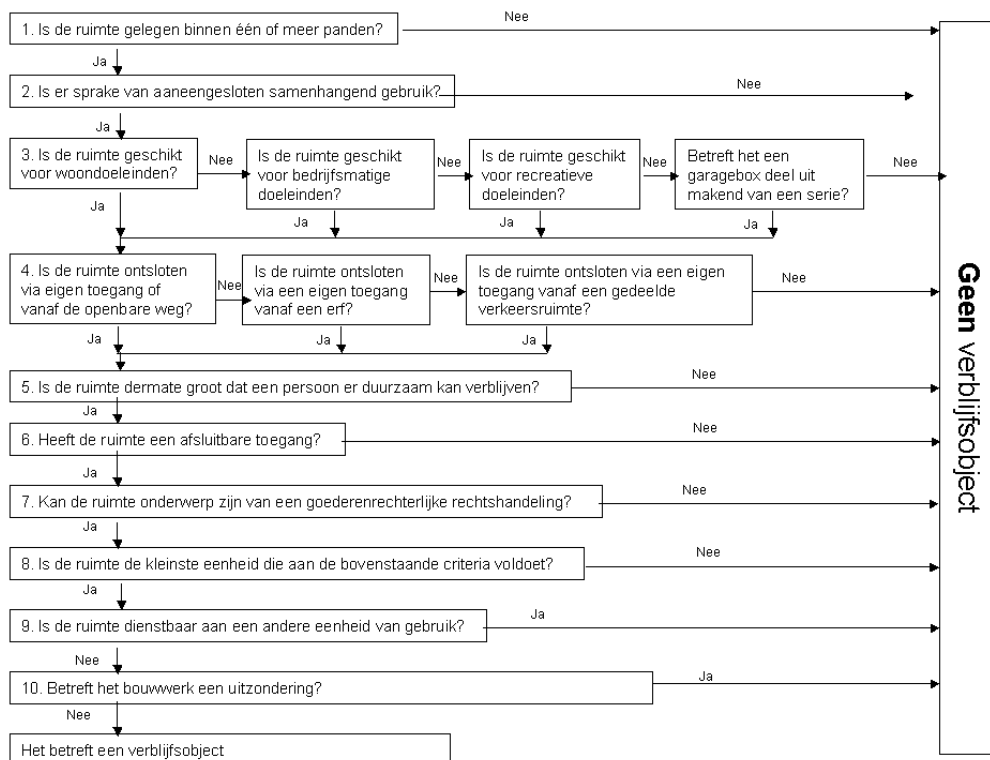 Nee
1. Is de ruimte gelegen binnen één of meer panden?
Ja
Nee
2. Is er sprake van aaneengesloten samenhangend gebruik?
Ja
3. Is de ruimte geschikt
voor woondoeleinden?
Nee
Is de ruimte geschikt
voor bedrijfsmatige
doeleinden?
Nee
Is de ruimte geschikt
voor recreatieve
doeleinden?
Nee
Betreft het een
garagebox deel uit
makend van een serie?
Nee
Ja
Ja
Ja
Ja
4. Is de ruimte ontsloten
via eigen toegang of
vanaf de openbare weg?
Nee
Is de ruimte ontsloten
via een eigen toegang
vanaf een erf?
Nee
Is de ruimte ontsloten via een eigen
toegang vanaf een gedeelde
verkeersruimte?
Nee
Ja
Ja
Ja
5. Is de ruimte dermate groot dat een persoon er duurzaam kan verblijven?
Nee
Ja
6. Heeft de ruimte een afsluitbare toegang?
Nee
Ja
7. Kan de ruimte onderwerp zijn van een goederenrechterlijke rechtshandeling?
Nee
Ja
8. Is de ruimte de kleinste eenheid die aan de bovenstaande criteria voldoet?
Nee
Ja
9. Is de ruimte dienstbaar aan een andere eenheid van gebruik?
Ja
Nee
10. Betreft het bouwwerk een uitzondering?
Ja
Nee
Het betreft een verblijfsobject
Geen verblijfsobject